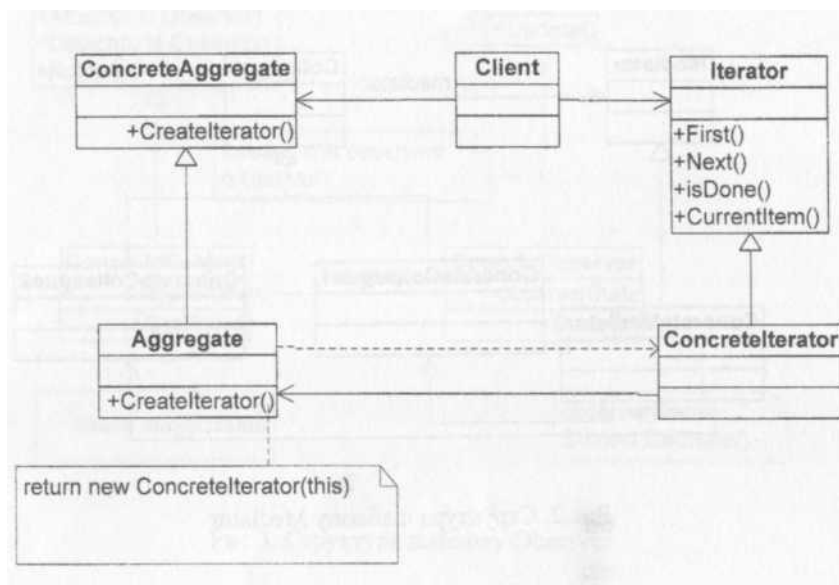 ConcreteAggregate
+CreateIterator()
Client
Iterator
+First()
+Next()
+isDone()
+CurrentItem()
Aggregate
+CreateIterator()
ConcreteIterator
return new ConcreteIterator(this)